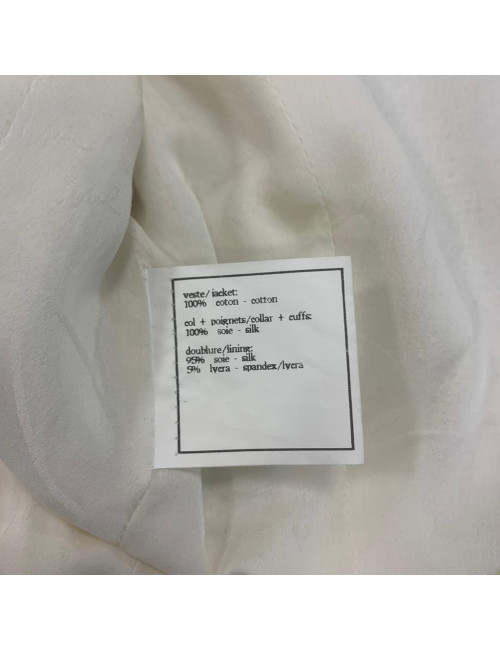 veste/jacket:
100% coton - cotton
col + poignets/collar + cuffs:
100% soie - silk
doublure/lining:
95% soie - silk
5% lycra - spandex/lycra